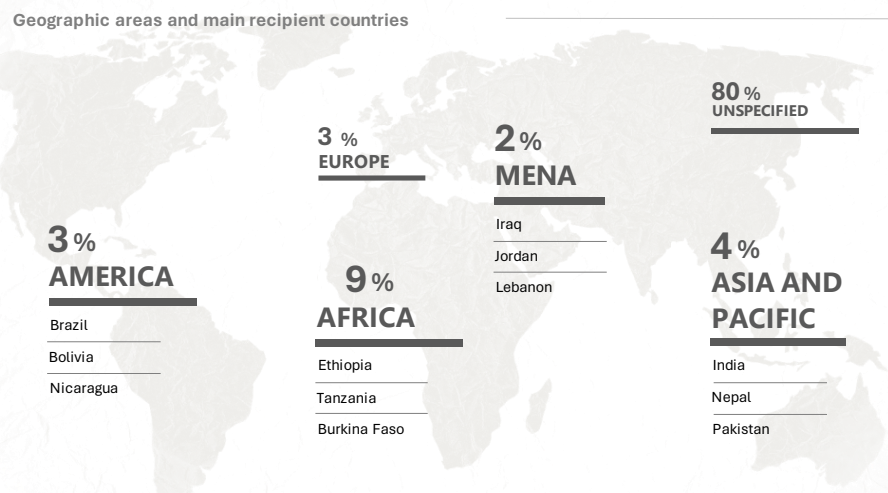 Geographic areas and main recipient countries
80 %
UNSPECIFIED
3 %
EUROPE
2 %
MENA
Iraq
Jordan
Lebanon
3 %
AMERICA
Brazil
Bolivia
Nicaragua
9 %
AFRICA
Ethiopia
Tanzania
Burkina Faso
4 %
ASIA AND
PACIFIC
India
Nepal
Pakistan